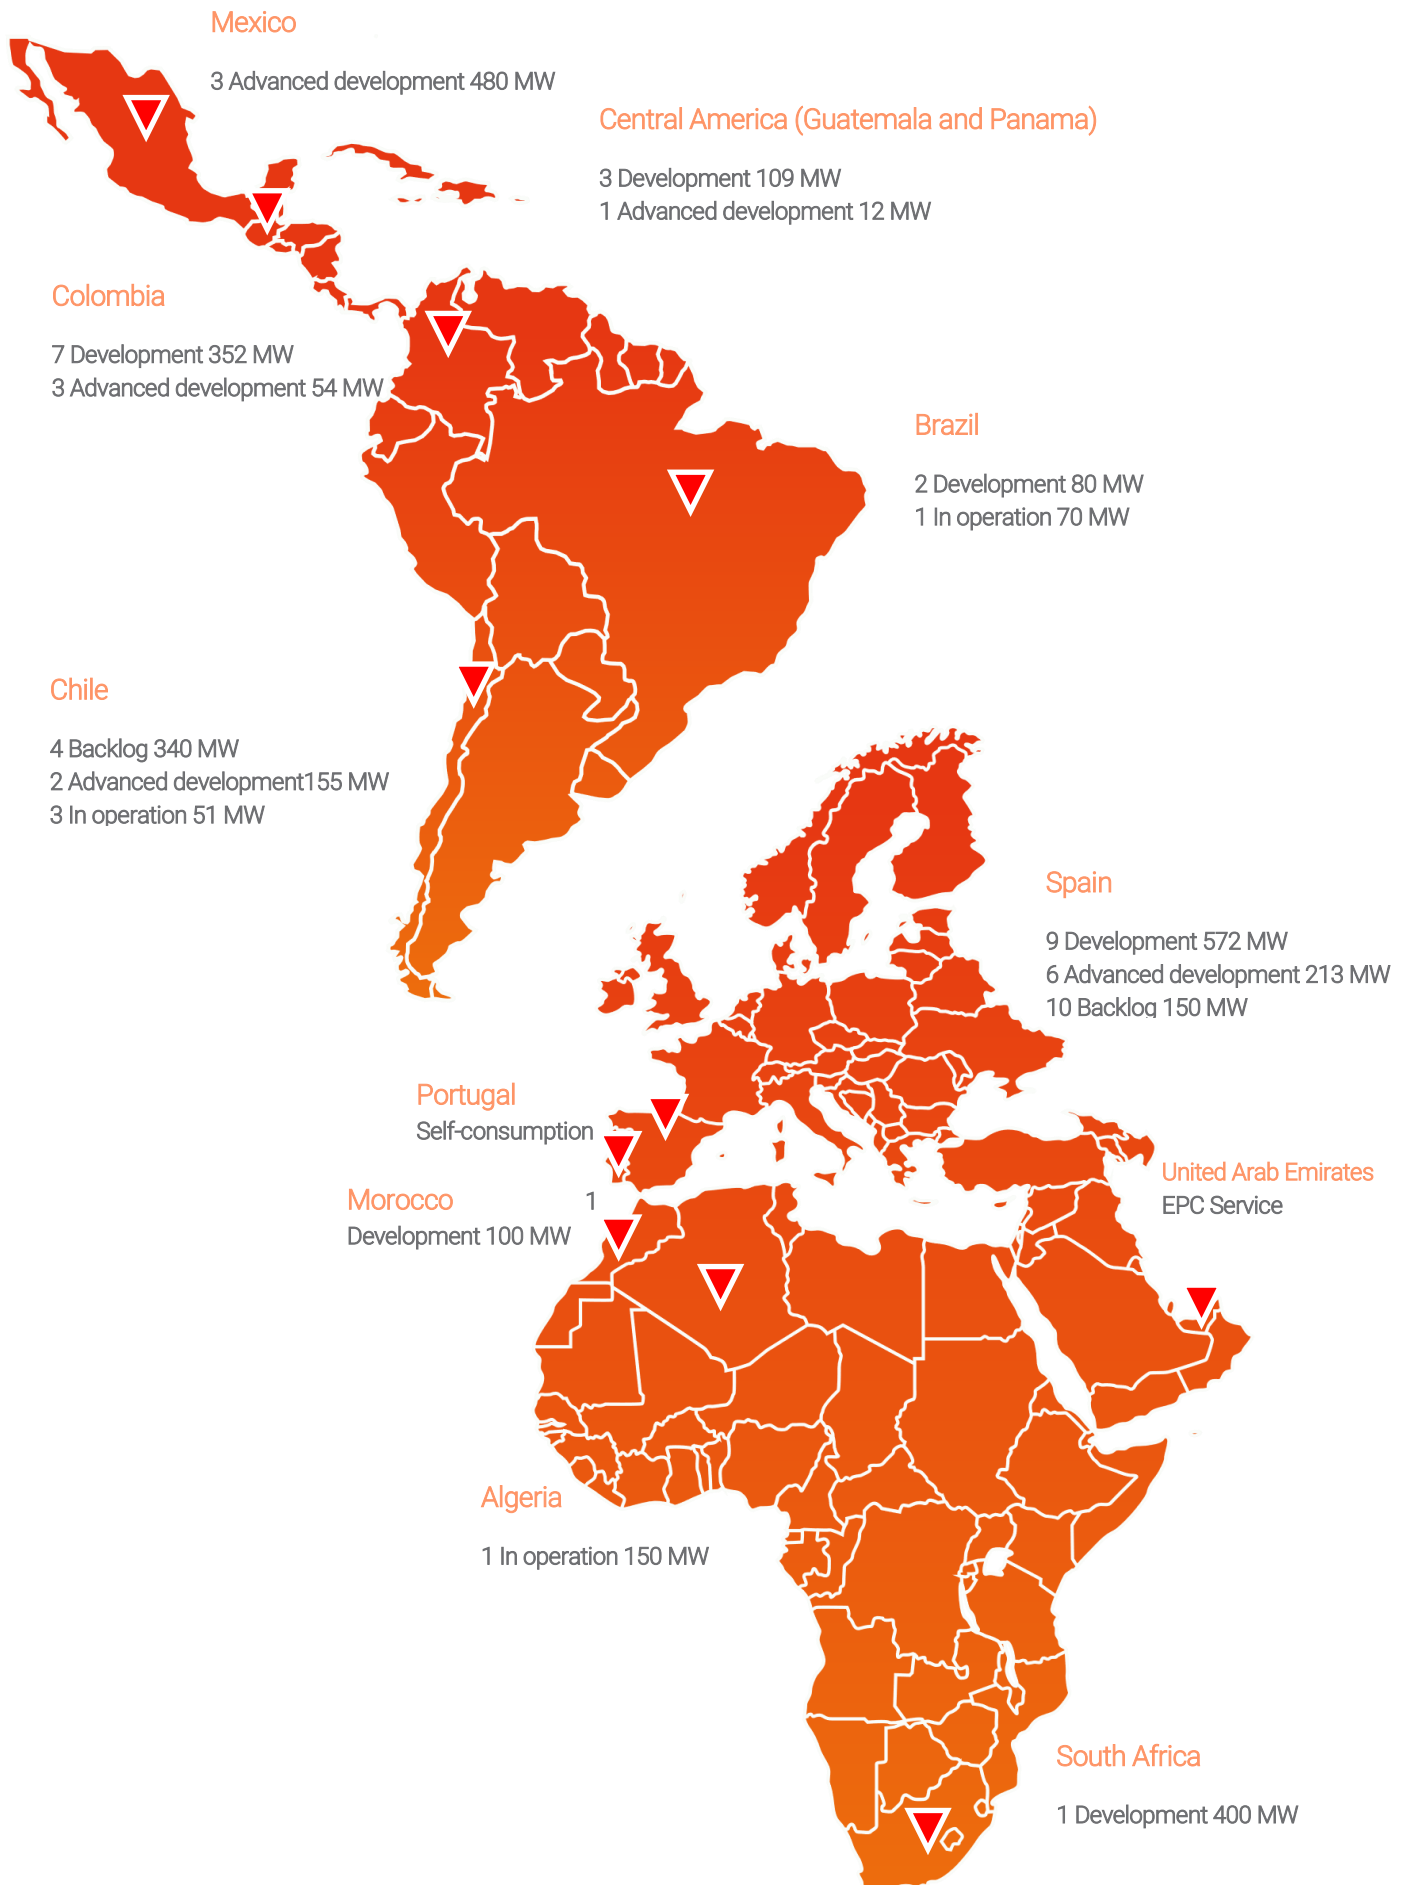 Mexico
3 Advanced development 480 MW
Central America (Guatemala and Panama)
3 Development 109 MW
1 Advanced development 12 MW
Colombia
7 Development 352 MW
3 Advanced development 54 MW
Brazil
2 Development 80 MW
1 In operation 70 MW
Chile
4 Backlog 340 MW
2 Advanced development155 MW
3 In operation 51 MW
Spain
9 Development 572 MW
6 Advanced development 213 MW
10 Backlog 150 MW
Portugal
Self-consumption
United Arab Emirates
EPC Service
Morocco
1
Development 100 MW
Algeria
1 In operation 150 MW
South Africa
1 Development 400 MW